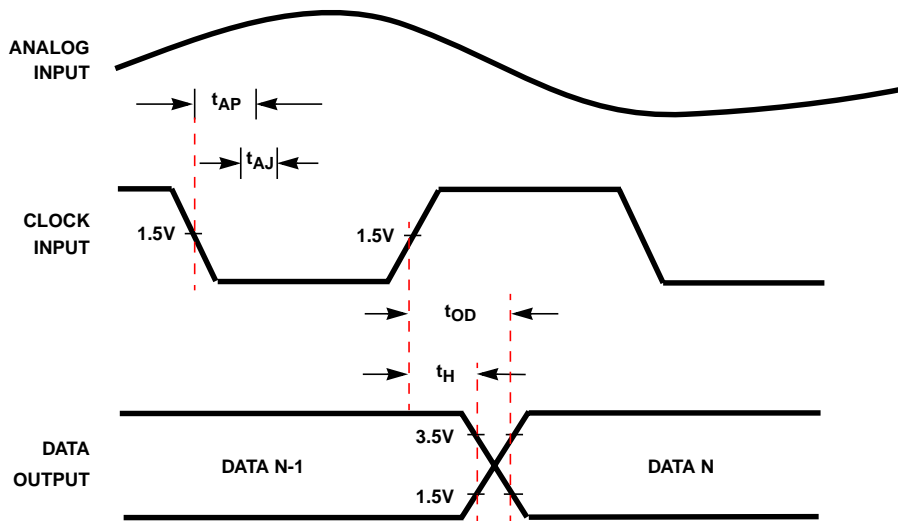 ANALOG
INPUT
tAP
tAJ
CLOCK
INPUT
1.5V
1.5V
tOD
tH
DATA
OUTPUT
DATA N-1
3.5V
1.5V
DATA N